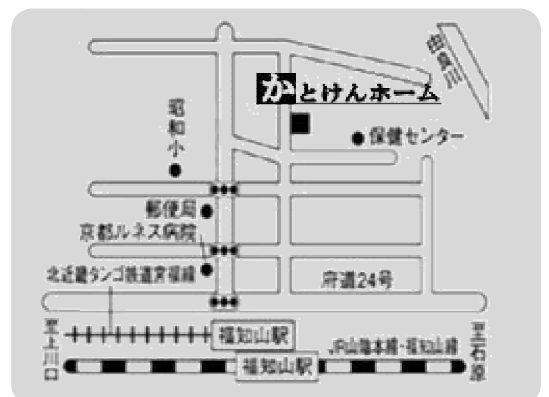 由良川
かとけんホーム
昭和小
保健センター
郵便局
京都ルネス病院
北近畿タンゴ鉄道宮福線
府道24号
至上川口
福知山駅
JR山陰本線・福知山線
福知山駅
至石原